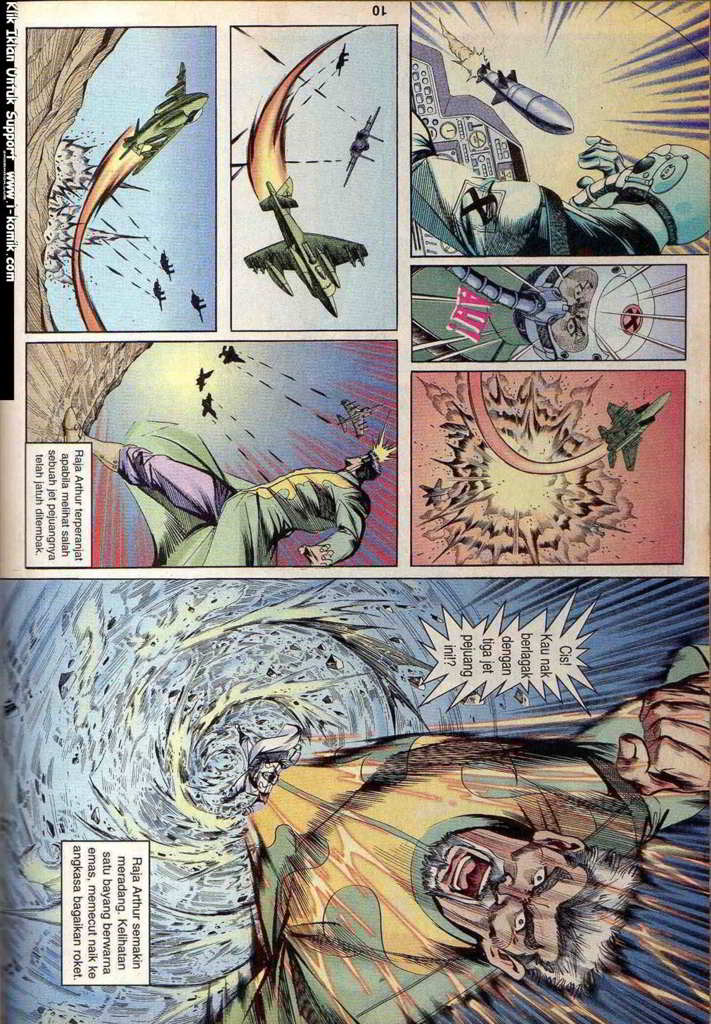 10
AA!!
Raja Arthur terperanjat
apabila melihat salah
sebuah jet pejuangnya
telah jatuh ditembak.
Cis!
Kau nak
berlagak
dengan
tiga jet
pejuang
ini!?
Raja Arthur semakin
meradang. Kelihatan
satu bayang berwarna
emas, memecut naik ke
angkasa bagaikan roket.
Klik Iklan Untuk Support www.i-komik.com